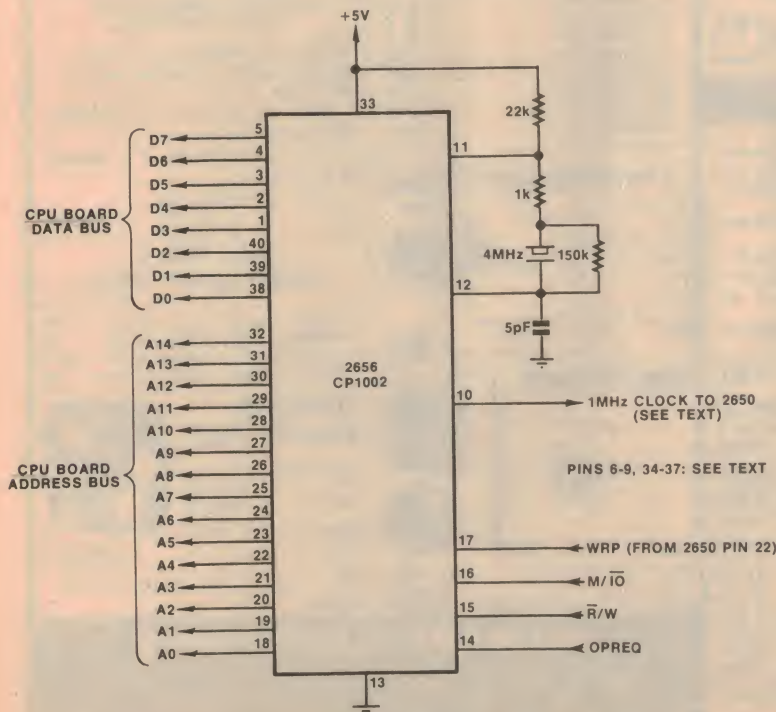 +5V
33
22k
11
1k
4MHz
150k
12
5pF
10
1MHz CLOCK TO 2650
(SEE TEXT)
PINS 6-9, 34-37: SEE TEXT
17
WRP (FROM 2650 PIN 22)
16
M/I̅O̅
15
R̅/W
14
OPREQ
13
2656
CP1002
CPU BOARD
DATA BUS
D7 5
D6 4
D5 3
D4 2
D3 1
D2 40
D1 39
D0 38
CPU BOARD
ADDRESS BUS
A14 32
A13 31
A12 30
A11 29
A10 28
A9 27
A8 26
A7 25
A6 24
A5 23
A4 22
A3 21
A2 20
A1 19
A0 18